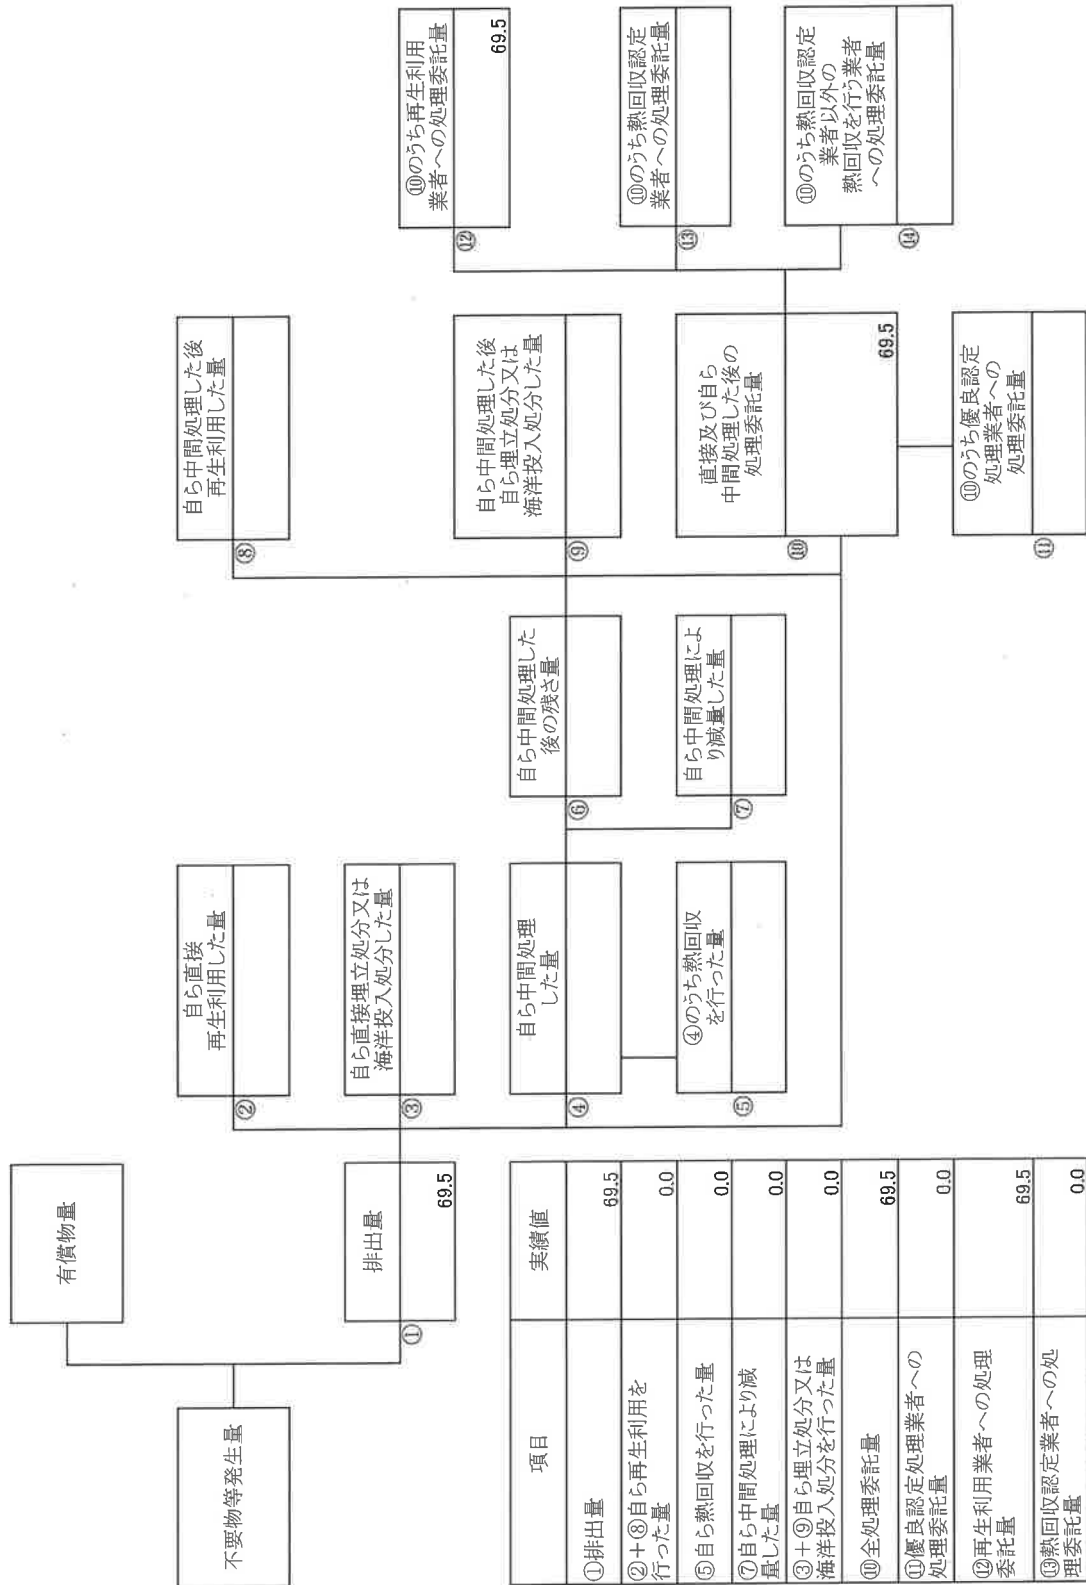 不要物等発生量
有償物量
排出量
①
69.5
自ら直接
再生利用した量
②
自ら直接埋立処分又は
海洋投入処分した量
③
自ら中間処理
した量
④
④のうち熱回収
を行った量
⑤
自ら中間処理した
後の残さ量
⑥
自ら中間処理によ
り減量した量
⑦
自ら中間処理した後
再生利用した量
⑧
自ら中間処理した後
自ら埋立処分又は
海洋投入処分した量
⑨
直接及び自ら
中間処理した後の
処理委託量
⑩
69.5
⑩のうち優良認定
処理業者への
処理委託量
⑪
⑩のうち再生利用
業者への処理委託量
⑫
69.5
⑩のうち熱回収認定
業者への処理委託量
⑬
⑩のうち熱回収認定
業者以外の
熱回収を行う業者
への処理委託量
⑭
項目
実績値
①排出量
69.5
②+⑧自ら再生利用を
行った量
0.0
⑤自ら熱回収を行った量
0.0
⑦自ら中間処理により減
量した量
0.0
③+⑨自ら埋立処分又は
海洋投入処分を行った量
0.0
⑩全処理委託量
69.5
⑪優良認定処理業者への
処理委託量
0.0
⑫再生利用業者への処理
委託量
69.5
⑬熱回収認定業者への処
理委託量
0.0